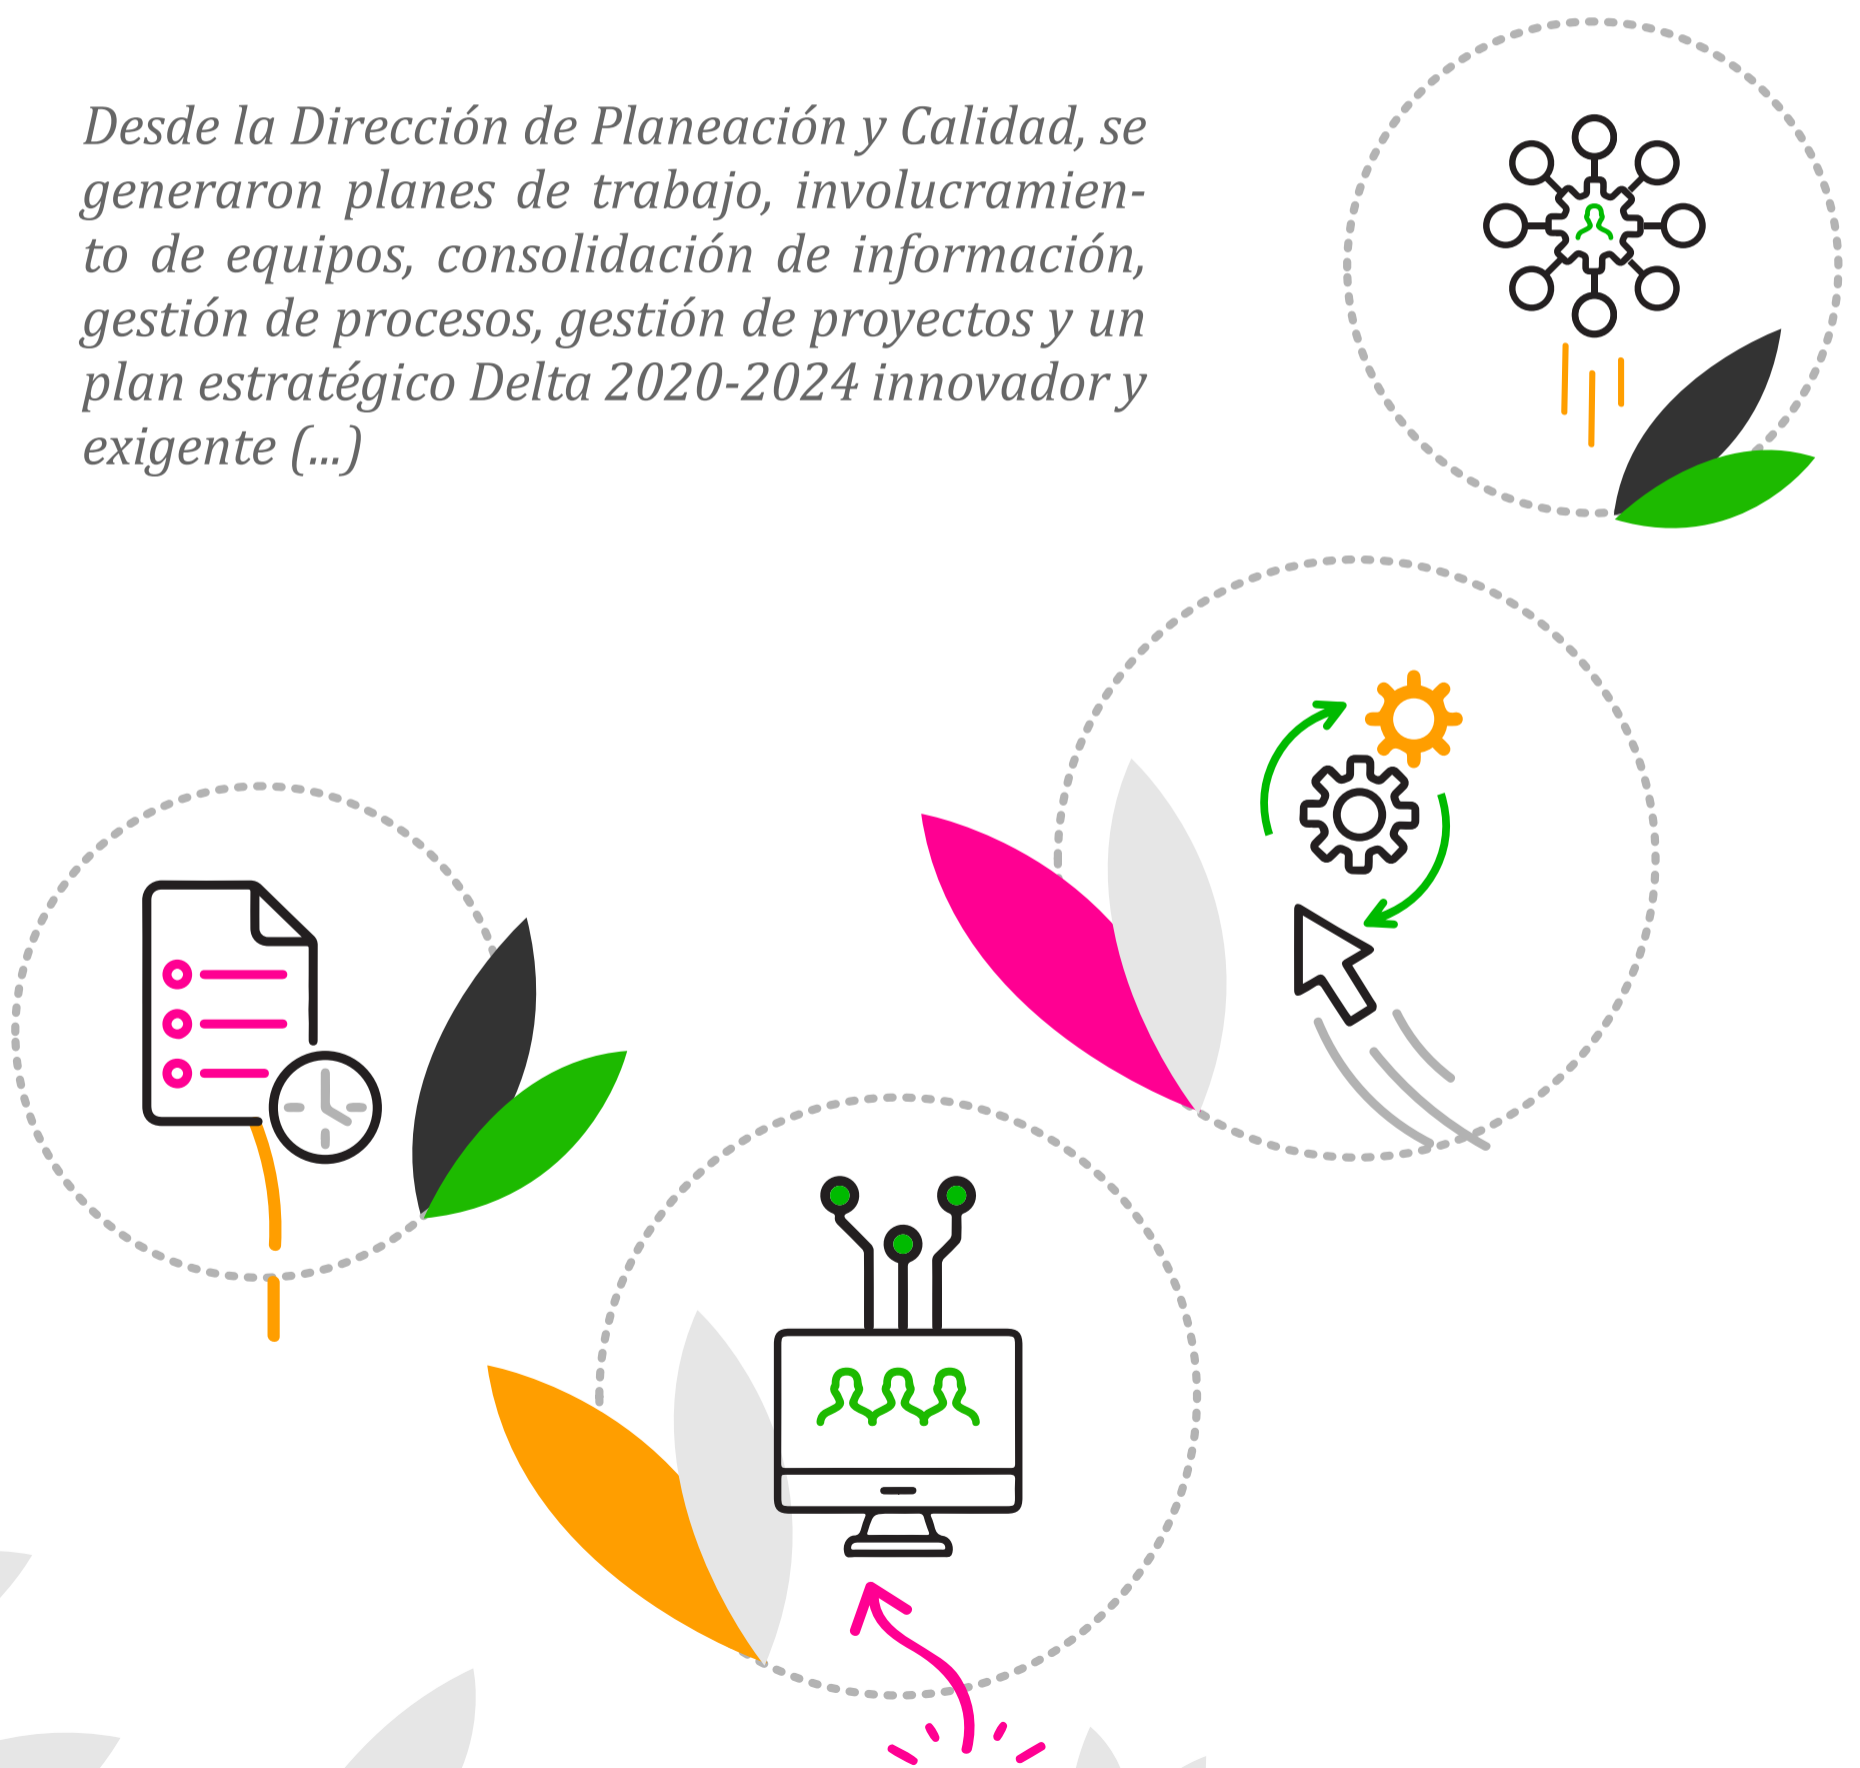 Desde la Dirección de Planeación y Calidad, se
generaron planes de trabajo, involucramien-
to de equipos, consolidación de información,
gestión de procesos, gestión de proyectos y un
plan estratégico Delta 2020-2024 innovador y
exigente (...)